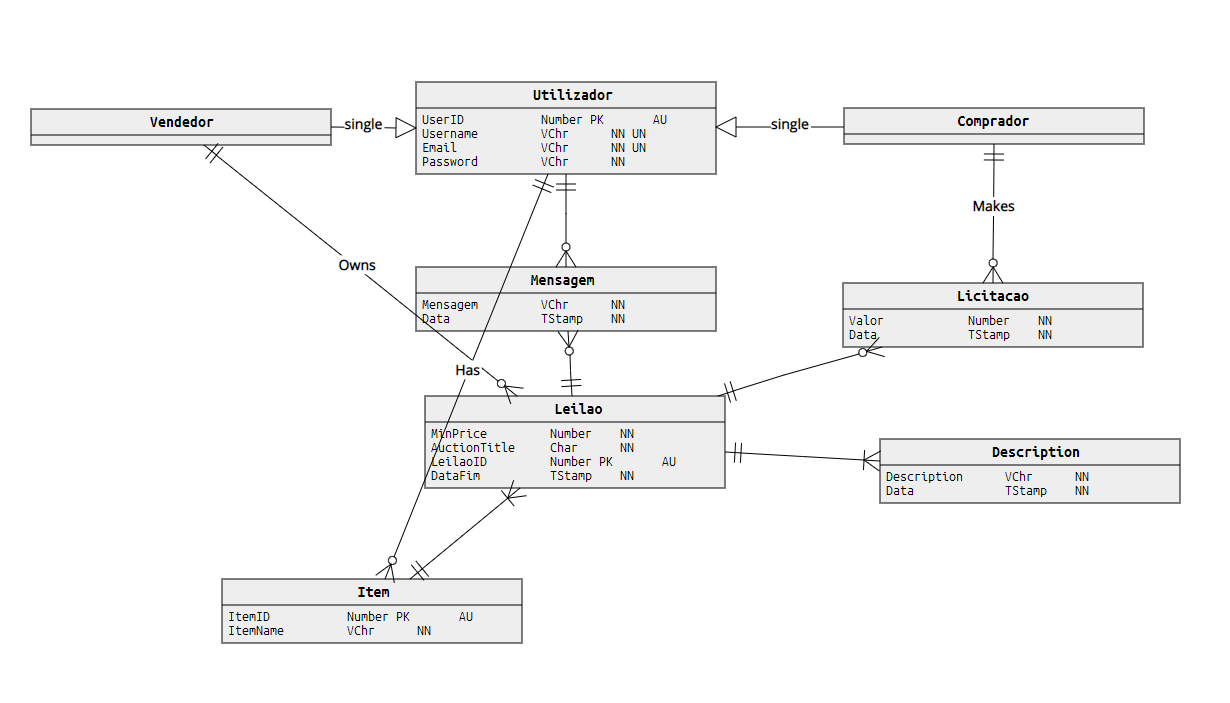 Utilizador
UserID Number PK AU
Username VChr NN UN
Email VChr NN UN
Password VChr NN
Vendedor
single
single
Comprador
Makes
Owns
Mensagem
Mensagem VChr NN
Data TStamp NN
Licitacao
Valor Number NN
Data TStamp NN
Has
Leilao
MinPrice Number NN
AuctionTitle Char NN
LeilaoID Number PK AU
DataFim TStamp NN
Description
Description VChr NN
Data TStamp NN
Item
ItemID Number PK AU
ItemName VChr NN